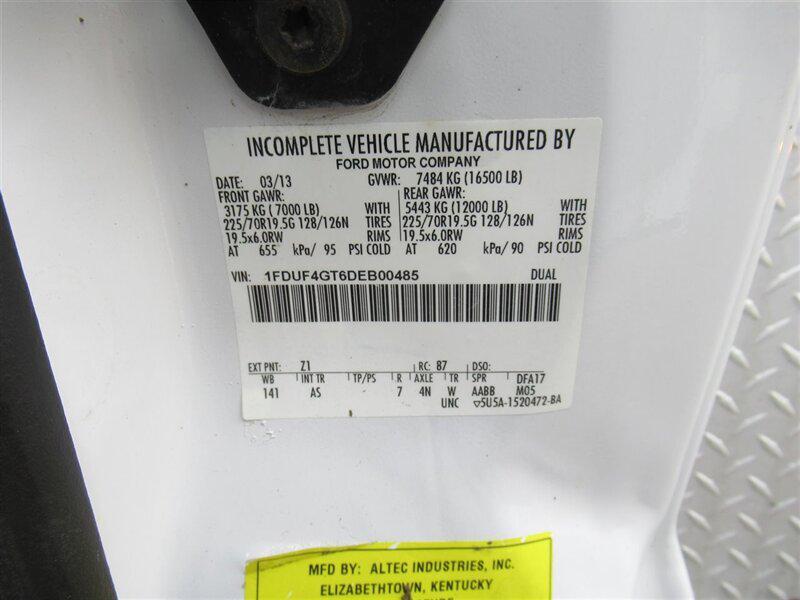 INCOMPLETE VEHICLE MANUFACTURED BY
FORD MOTOR COMPANY
DATE: 03/13 GVWR: 7484 KG (16500 LB)
FRONT GAWR: REAR GAWR:
3175 KG ( 7000 LB) WITH 5443 KG (12000 LB) WITH
225/70R19.5G 128/126N TIRES 225/70R19.5G 128/126N TIRES
19.5x6.0RW RIMS 19.5x6.0RW RIMS
AT 655 kPa/ 95 PSI COLD AT 620 kPa/ 90 PSI COLD
VIN: 1FDUF4GT6DEB00485 DUAL
EXT PNT: Z1 RC: 87 DSO:
WB INT TR TP/PS R AXLE TR SPR DFA17
141 AS - 7 4N W AABB M05
UNC ▽5U5A-1520472-BA
MFD BY: ALTEC INDUSTRIES, INC.
ELIZABETHTOWN, KENTUCKY